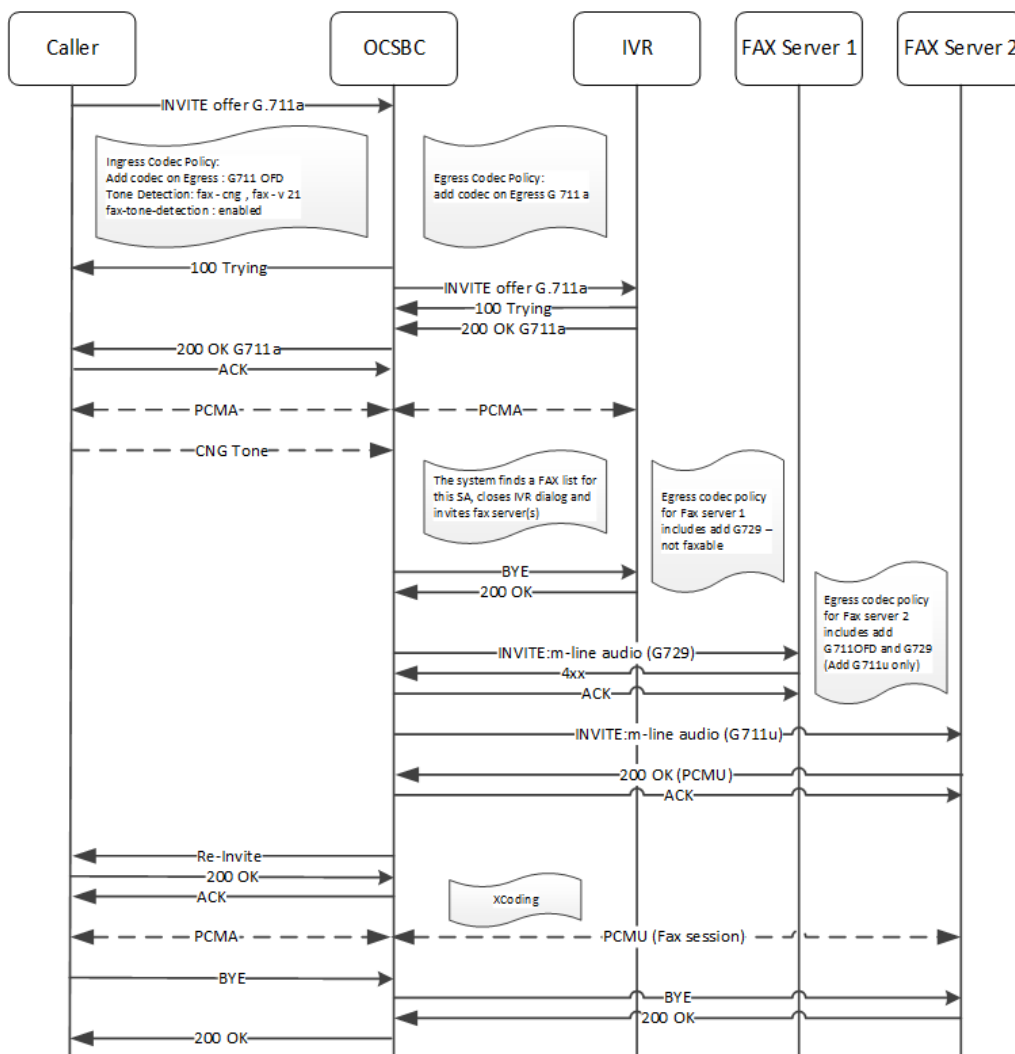 Caller
OCSBC
IVR
FAX Server 1
FAX Server 2
INVITE offer G.711a
Ingress Codec Policy:
Add codec on Egress : G711 OFD
Tone Detection: fax - cng , fax - v 21
fax-tone-detection : enabled
Egress Codec Policy:
add codec on Egress G 711 a
100 Trying
INVITE offer G.711a
100 Trying
200 OK G711a
200 OK G711a
ACK
PCMA
PCMA
CNG Tone
The system finds a FAX list for
this SA, closes IVR dialog and
invites fax server(s)
Egress codec policy
for Fax server 1
includes add G729 –
not faxable
BYE
200 OK
Egress codec policy
for Fax server 2
includes add
G711OFD and G729
(Add G711u only)
INVITE:m-line audio (G729)
4xx
ACK
INVITE:m-line audio (G711u)
200 OK (PCMU)
ACK
Re-Invite
200 OK
ACK
XCoding
PCMA
PCMU (Fax session)
BYE
BYE
200 OK
200 OK